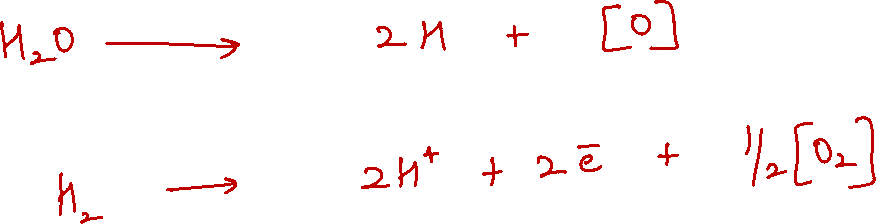 H₂O ⟶ 2H + [O]
H₂ ⟶ 2H⁺ + 2e̅ + 1/2[O₂]